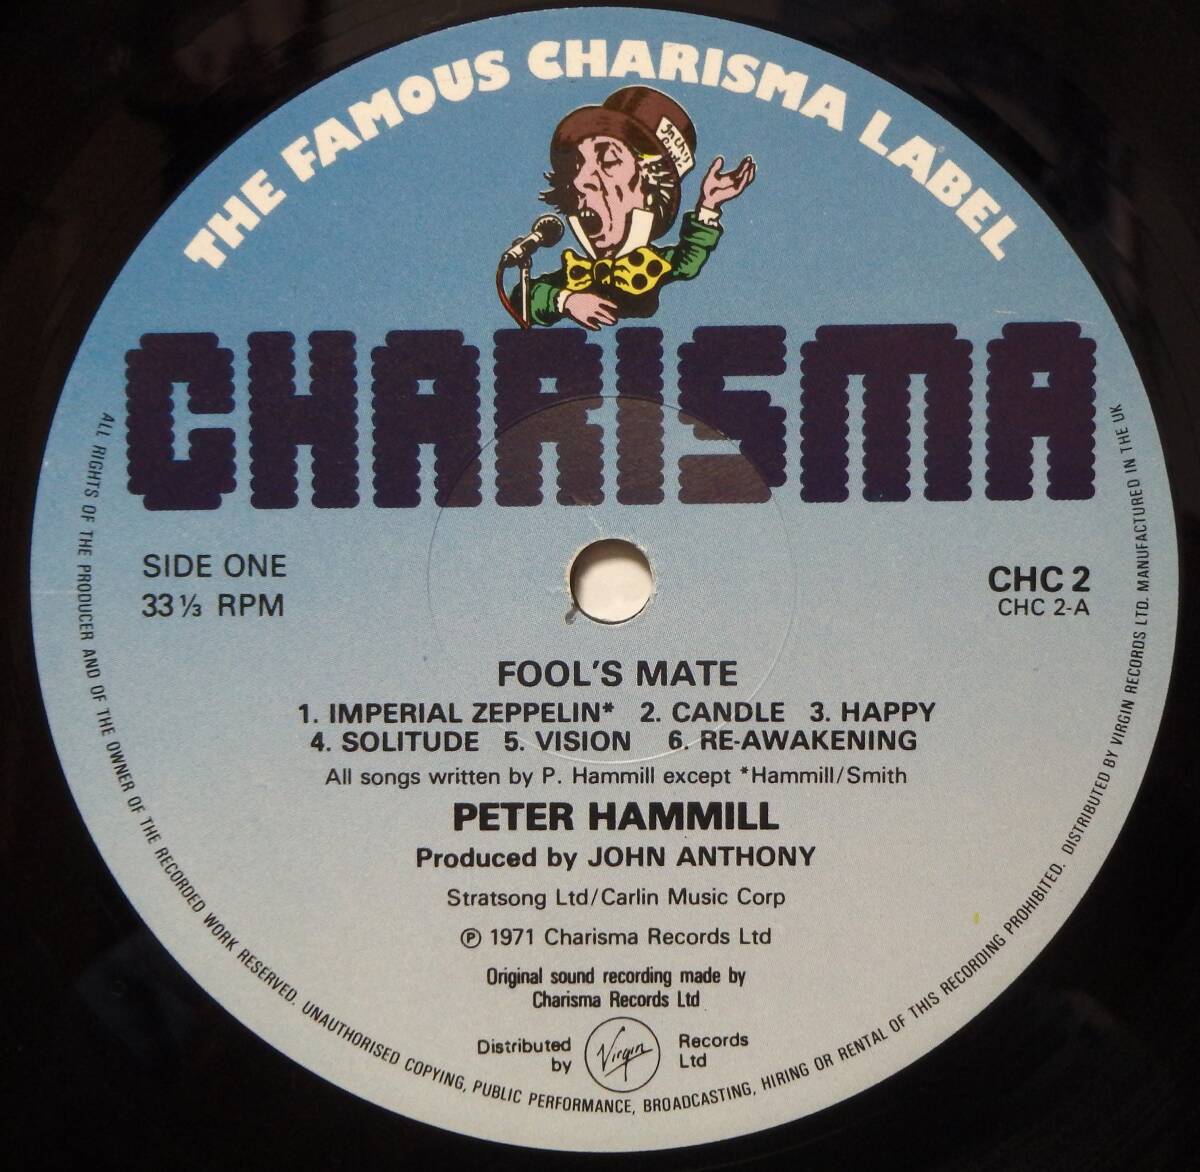 THE FAMOUS CHARISMA LABEL
CHARISMA
SIDE ONE
33⅓ RPM
CHC 2
CHC 2-A
FOOL'S MATE
1. IMPERIAL ZEPPELIN* 2. CANDLE 3. HAPPY
4. SOLITUDE 5. VISION 6. RE-AWAKENING
All songs written by P. Hammill except *Hammill/Smith
PETER HAMMILL
Produced by JOHN ANTHONY
Stratsong Ltd/Carlin Music Corp
Ⓟ 1971 Charisma Records Ltd
Original sound recording made by
Charisma Records Ltd
Distributed by
Virgin
Records Ltd
ALL RIGHTS OF THE PRODUCER AND OF THE OWNER OF THE RECORDED WORK RESERVED. UNAUTHORISED COPYING, PUBLIC PERFORMANCE, BROADCASTING, HIRING OR RENTAL OF THIS RECORDING PROHIBITED. DISTRIBUTED BY VIRGIN RECORDS LTD. MANUFACTURED IN THE UK